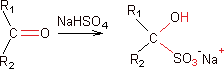 R₁
C=O
R₂
NaHSO₄
R₁ OH
C
SO₃⁻Na⁺
R₂